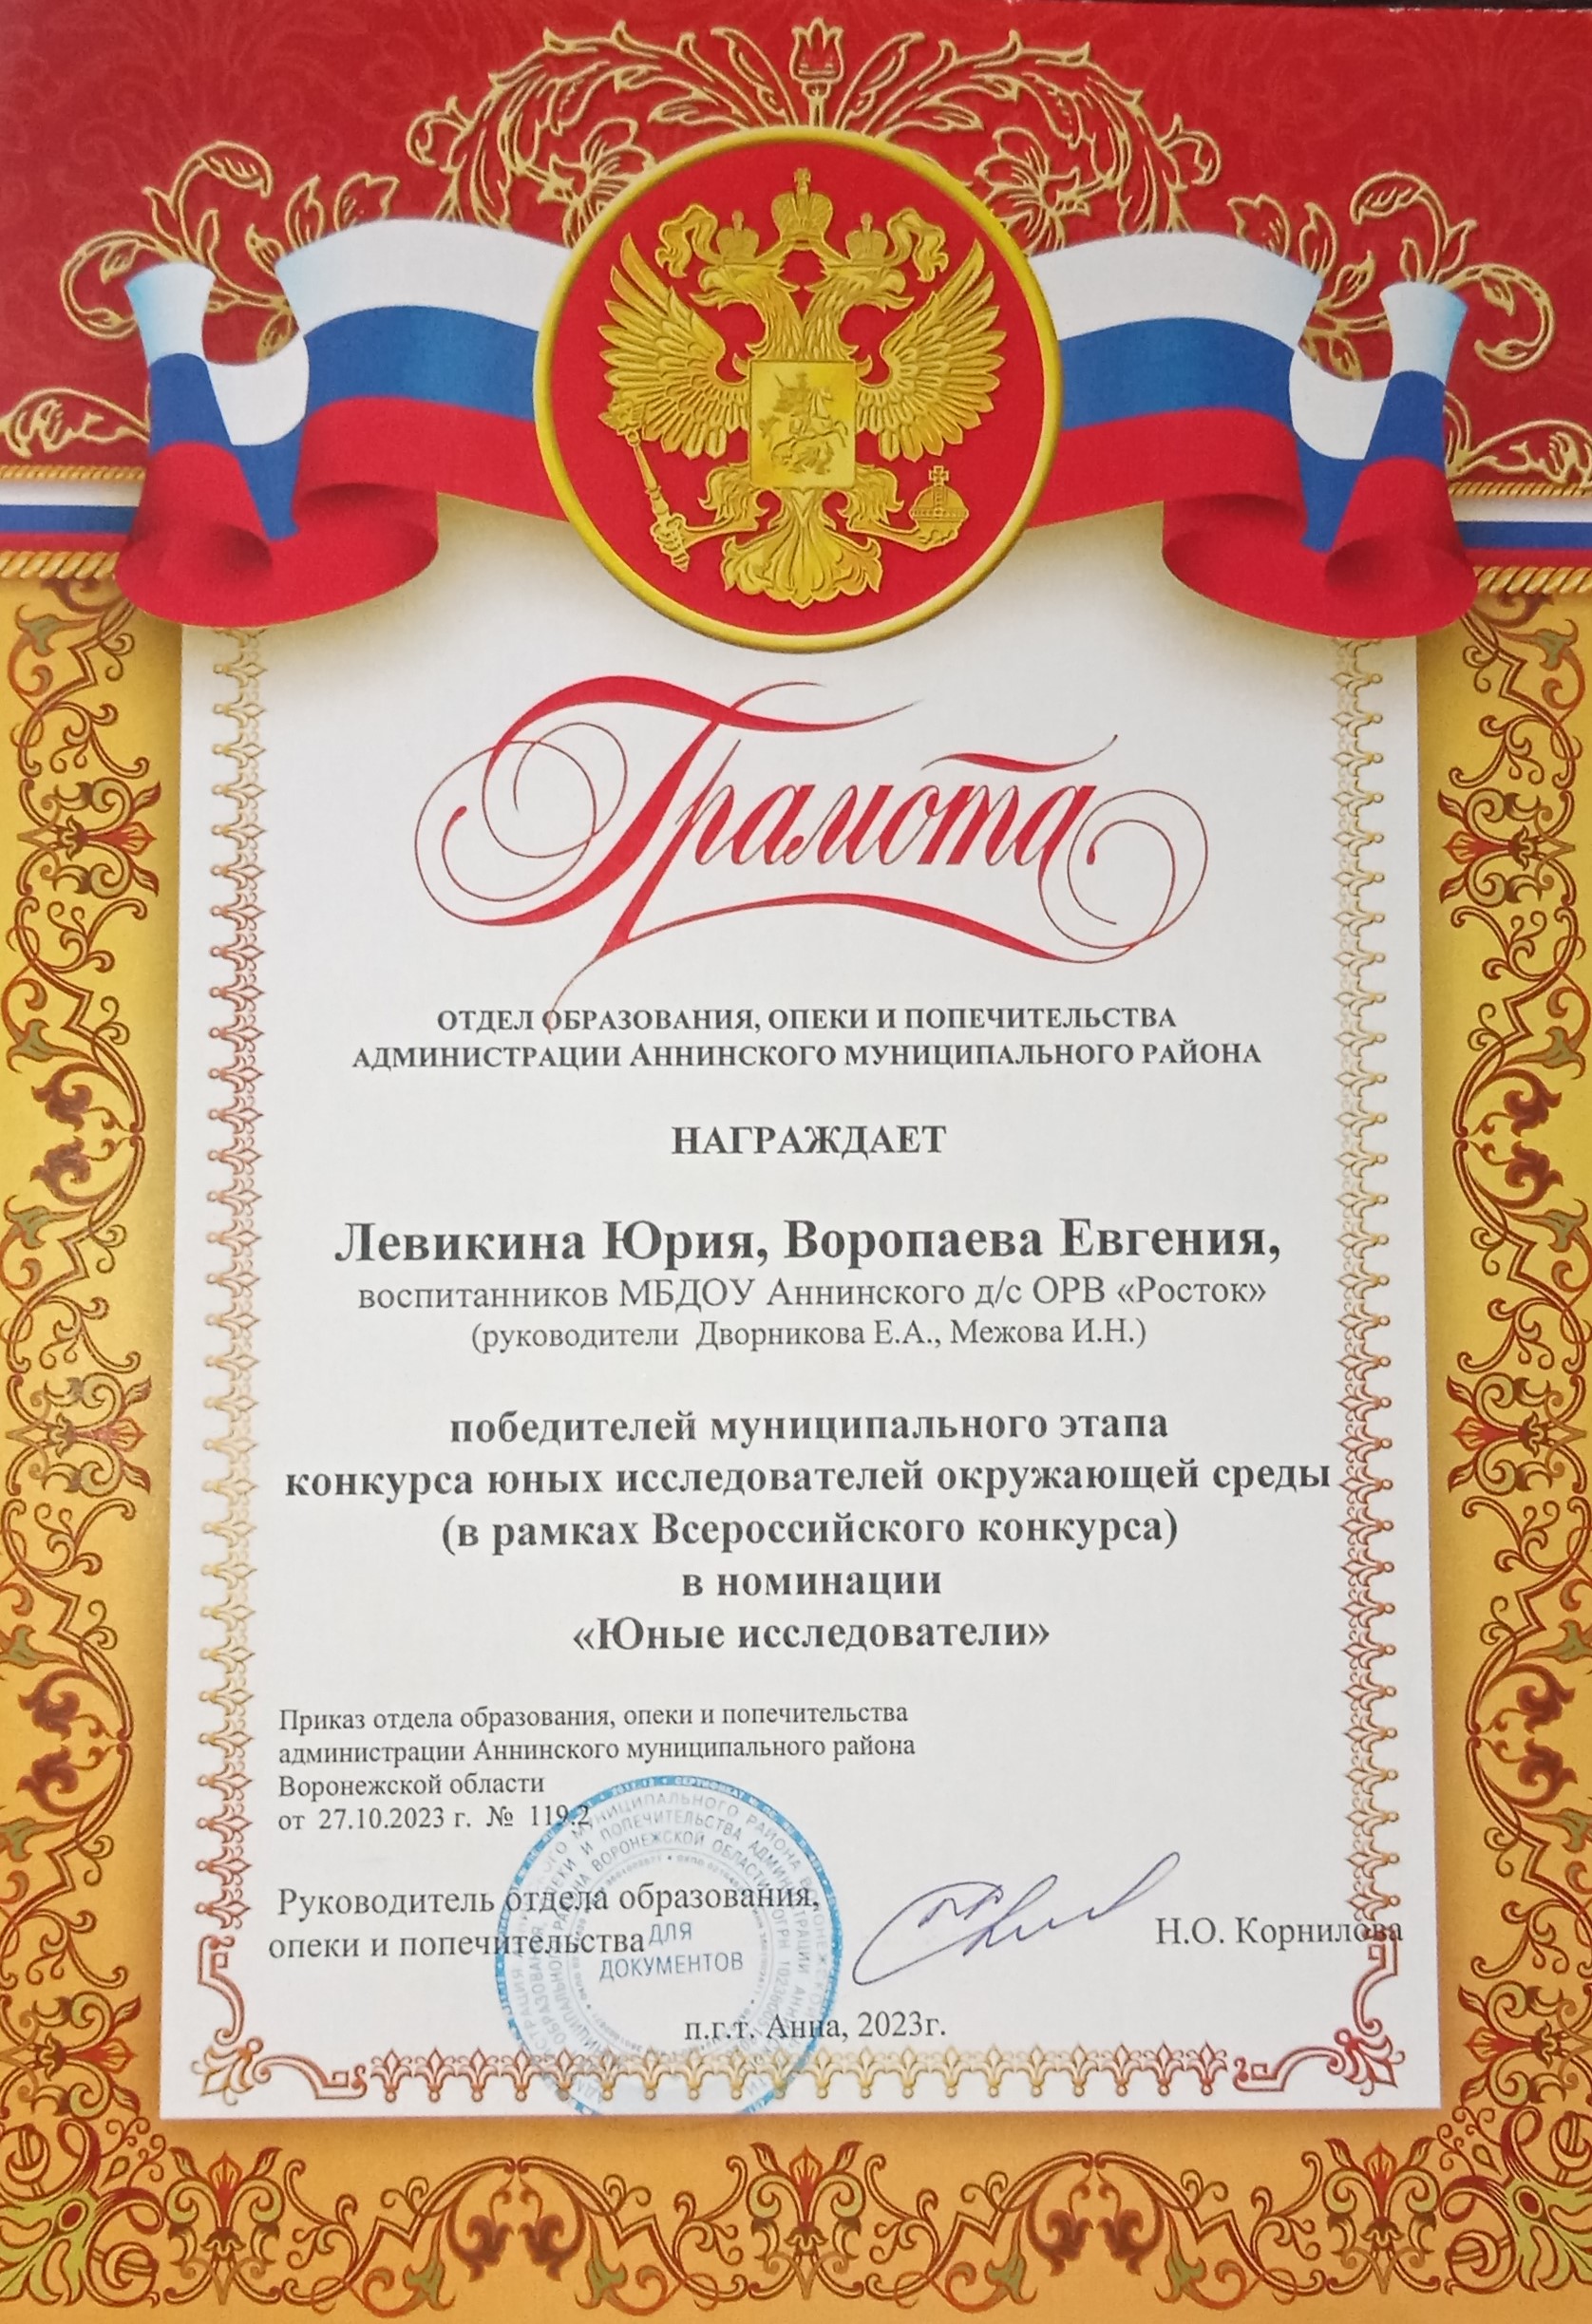 Грамота
ОТДЕЛ ОБРАЗОВАНИЯ, ОПЕКИ И ПОПЕЧИТЕЛЬСТВА
АДМИНИСТРАЦИИ АННИНСКОГО МУНИЦИПАЛЬНОГО РАЙОНА
НАГРАЖДАЕТ
Левикина Юрия, Воропаева Евгения,
воспитанников МБДОУ Аннинского д/с ОРВ «Росток»
(руководители Дворникова Е.А., Межова И.Н.)
победителей муниципального этапа
конкурса юных исследователей окружающей среды
(в рамках Всероссийского конкурса)
в номинации
«Юные исследователи»
Приказ отдела образования, опеки и попечительства
администрации Аннинского муниципального района
Воронежской области
от 27.10.2023 г. № 119.2
Руководитель отдела образования,
опеки и попечительства
Н.О. Корнилова
ДЛЯ
ДОКУМЕНТОВ
п.г.т. Анна, 2023г.